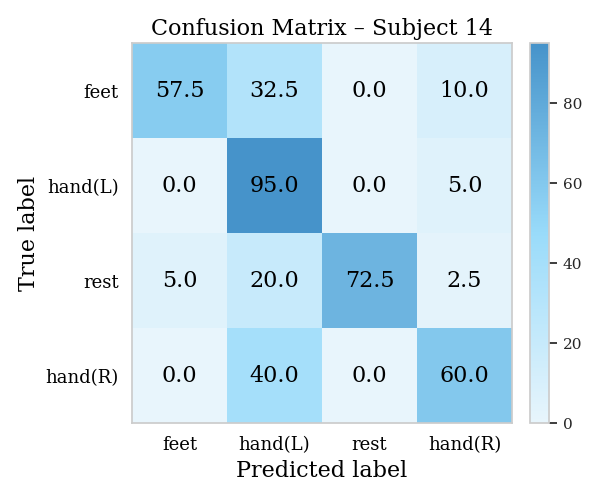 Confusion Matrix – Subject 14
True label
feet 57.5 32.5 0.0 10.0
hand(L) 0.0 95.0 0.0 5.0
rest 5.0 20.0 72.5 2.5
hand(R) 0.0 40.0 0.0 60.0
feet hand(L) rest hand(R)
Predicted label
80
60
40
20
0